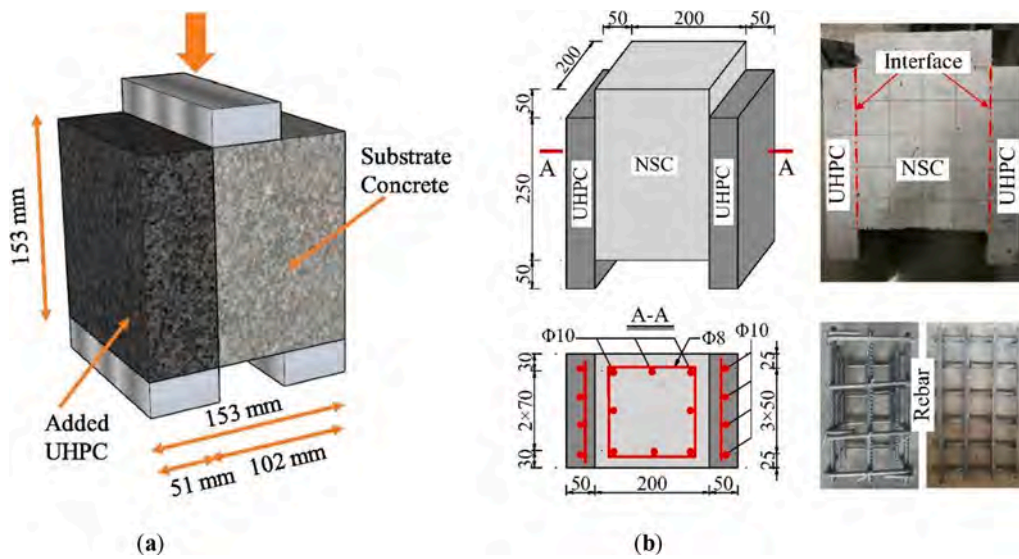 153 mm
Substrate
Concrete
Added
UHPC
153 mm
51 mm
102 mm
(a)
50
200
50
200
50
250
50
A
A
UHPC
NSC
UHPC
Interface
UHPC
NSC
UHPC
A-A
Φ10
Φ8
Φ10
30
2×70
30
25
3×50
25
50
200
50
Rebar
(b)